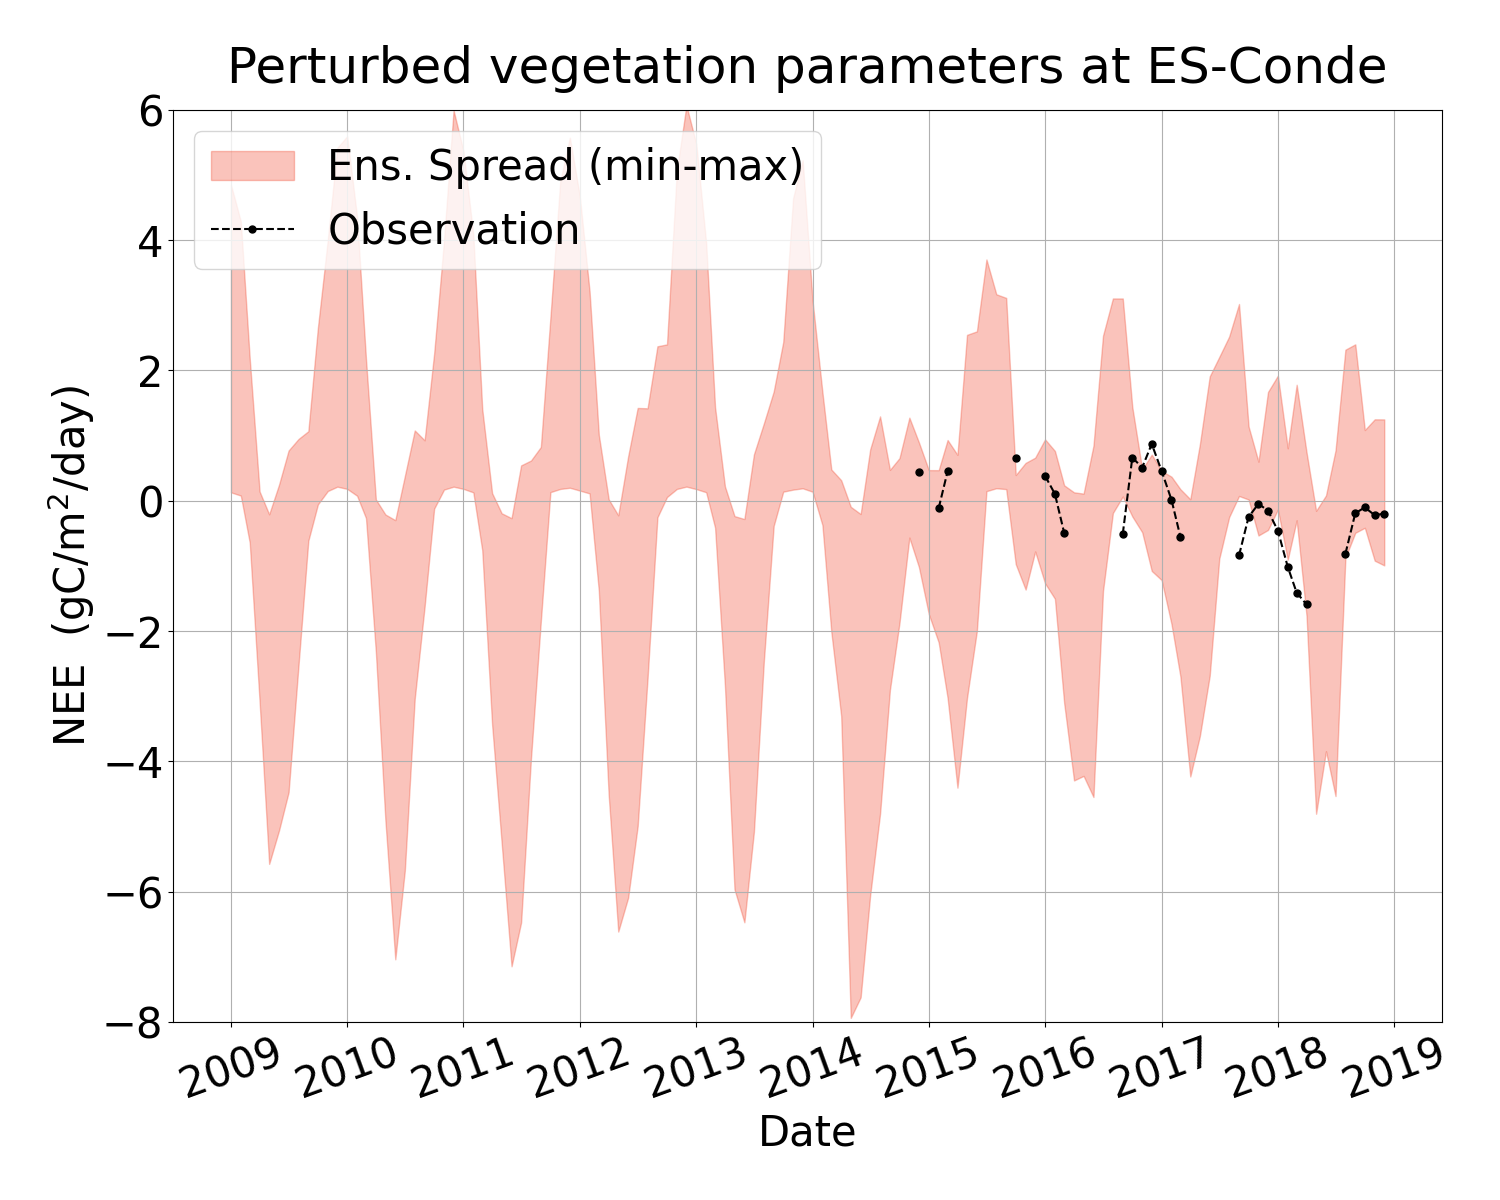 Perturbed vegetation parameters at ES-Conde
Ens. Spread (min-max)
Observation
6
4
2
0
−2
−4
−6
−8
NEE (gC/m²/day)
2009 2010 2011 2012 2013 2014 2015 2016 2017 2018 2019
Date